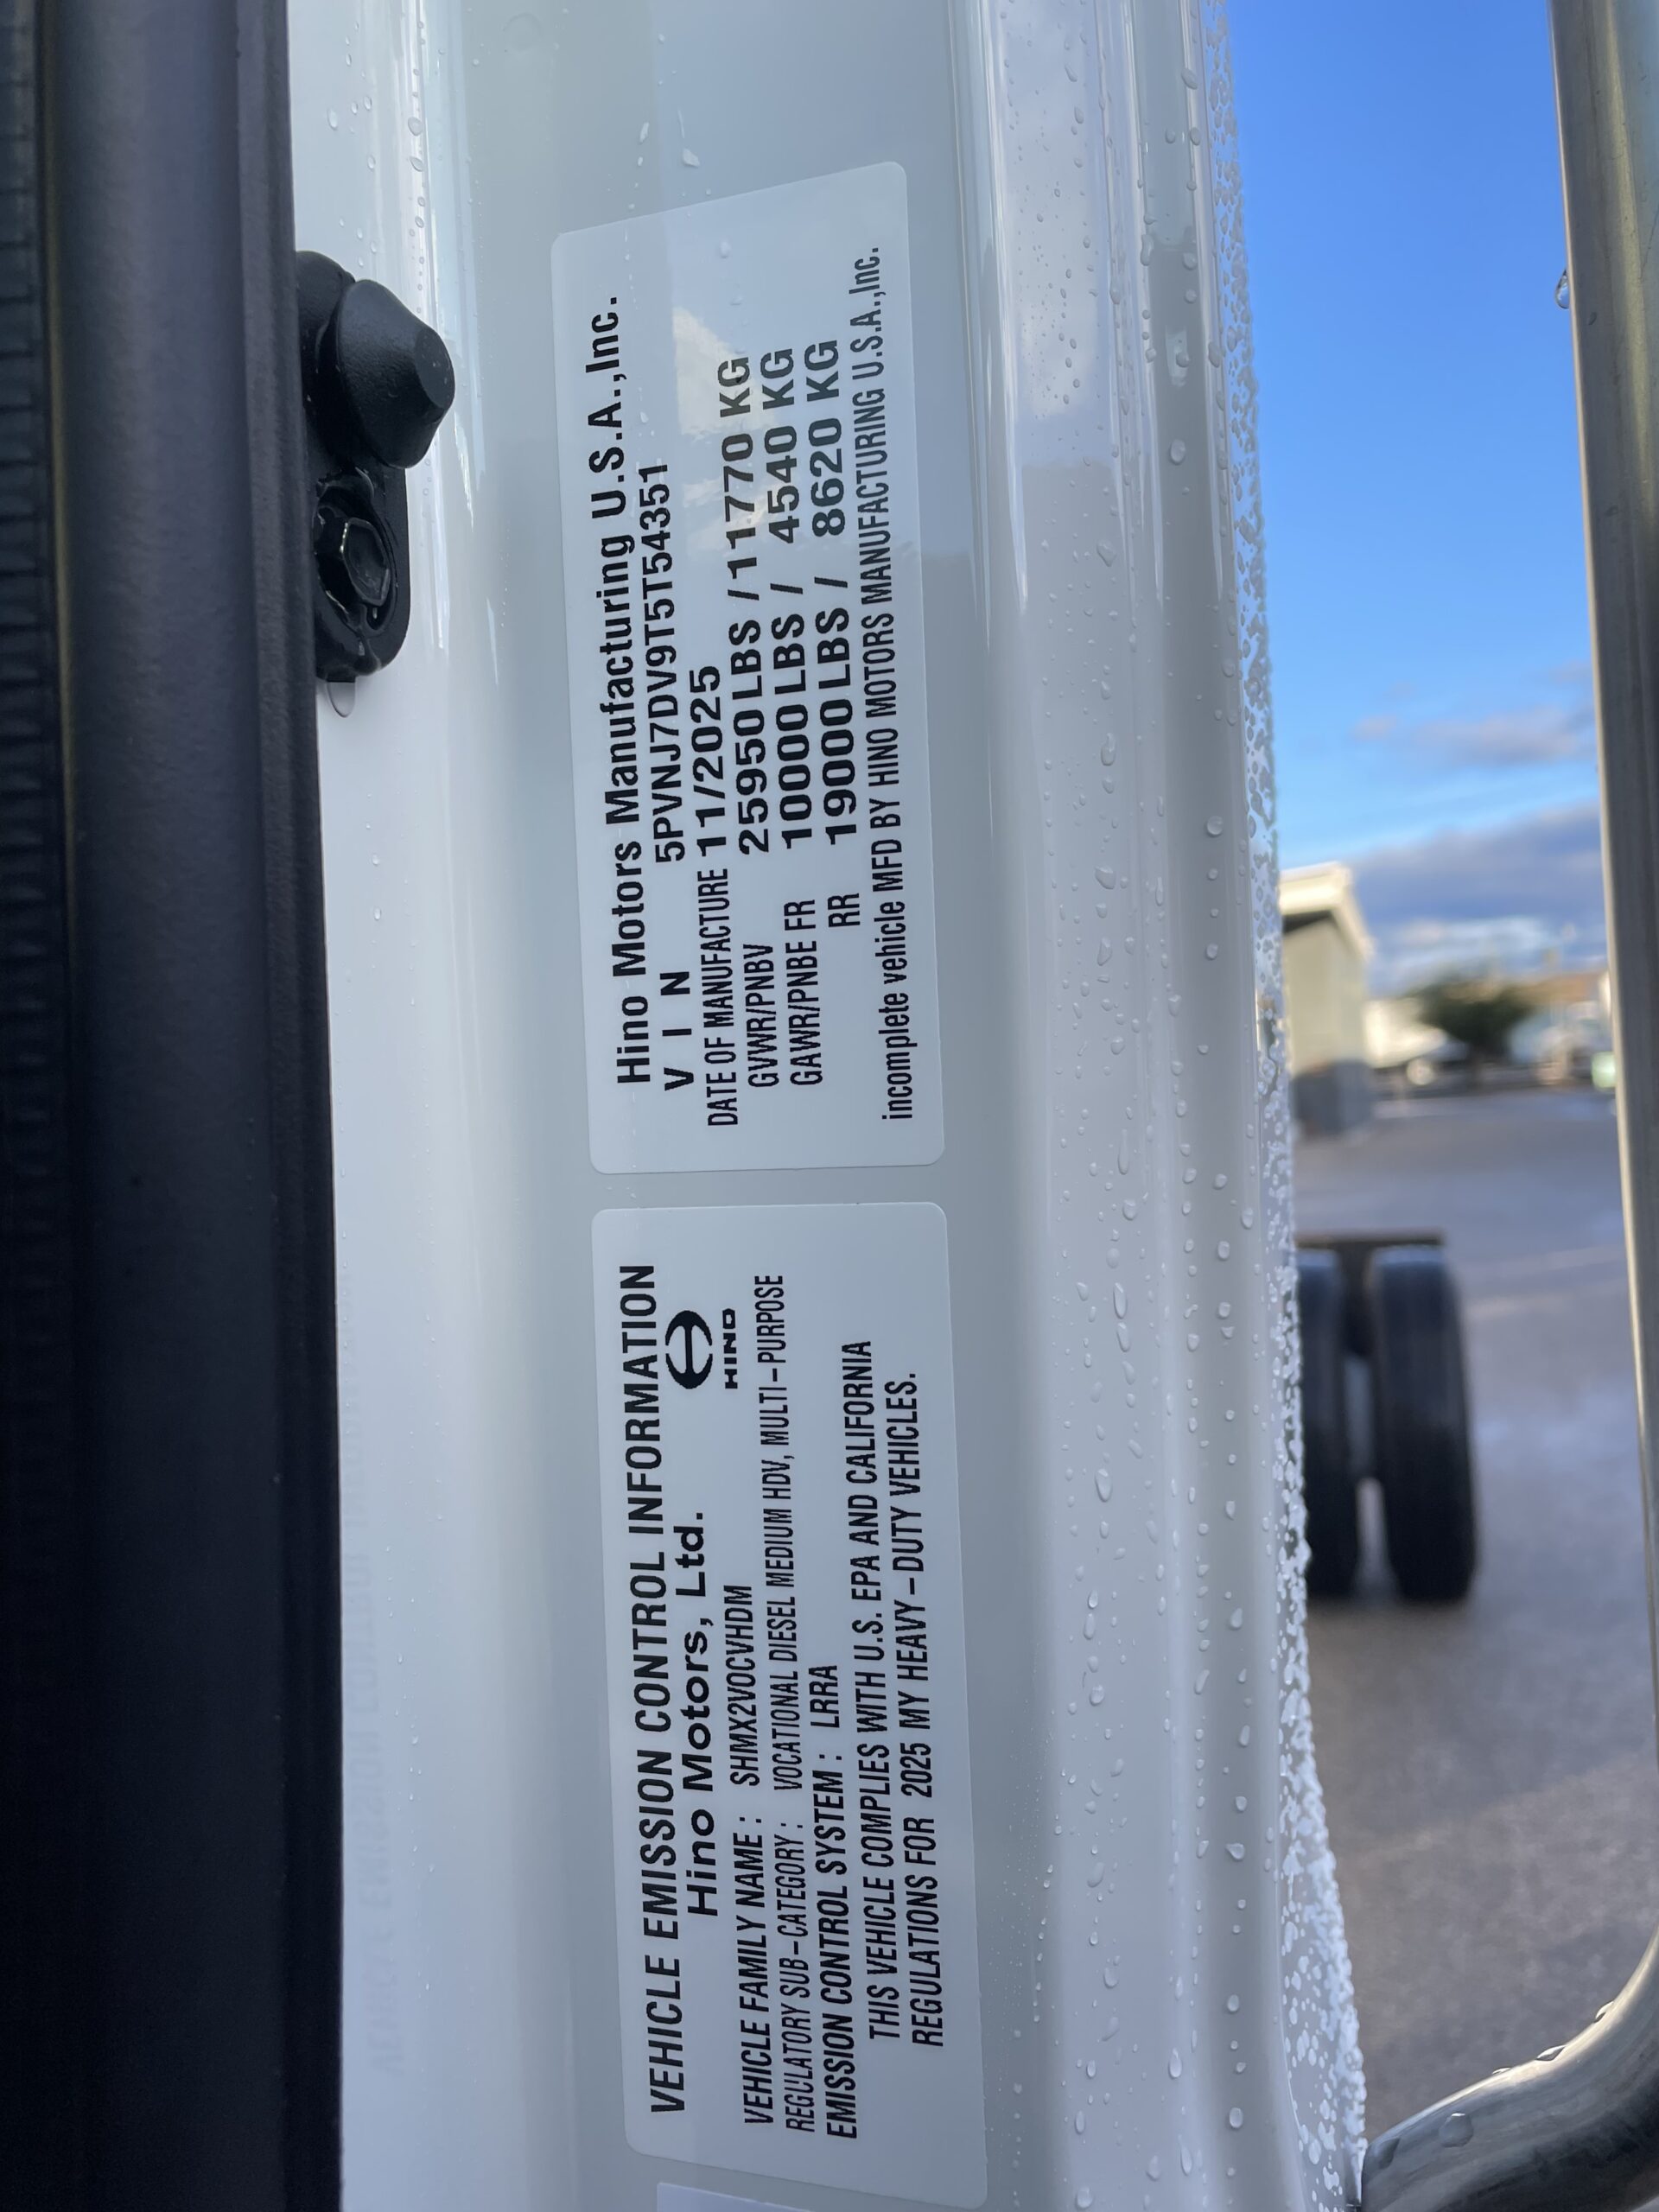 Hino Motors Manufacturing U.S.A.,Inc.
V I N 5PVNJ7DV9T5T54351
DATE OF MANUFACTURE 11/2025
GVWR/PNBV 25950 LBS / 11770 KG
GAWR/PNBE FR 10000 LBS / 4540 KG
RR 19000 LBS / 8620 KG
incomplete vehicle MFD BY HINO MOTORS MANUFACTURING U.S.A.,Inc.
VEHICLE EMISSION CONTROL INFORMATION
Hino Motors, Ltd.
HINO
VEHICLE FAMILY NAME : SHMX2VOCVHDM
REGULATORY SUB-CATEGORY : VOCATIONAL DIESEL MEDIUM HDV, MULTI-PURPOSE
EMISSION CONTROL SYSTEM : LRRA
THIS VEHICLE COMPLIES WITH U.S. EPA AND CALIFORNIA
REGULATIONS FOR 2025 MY HEAVY-DUTY VEHICLES.